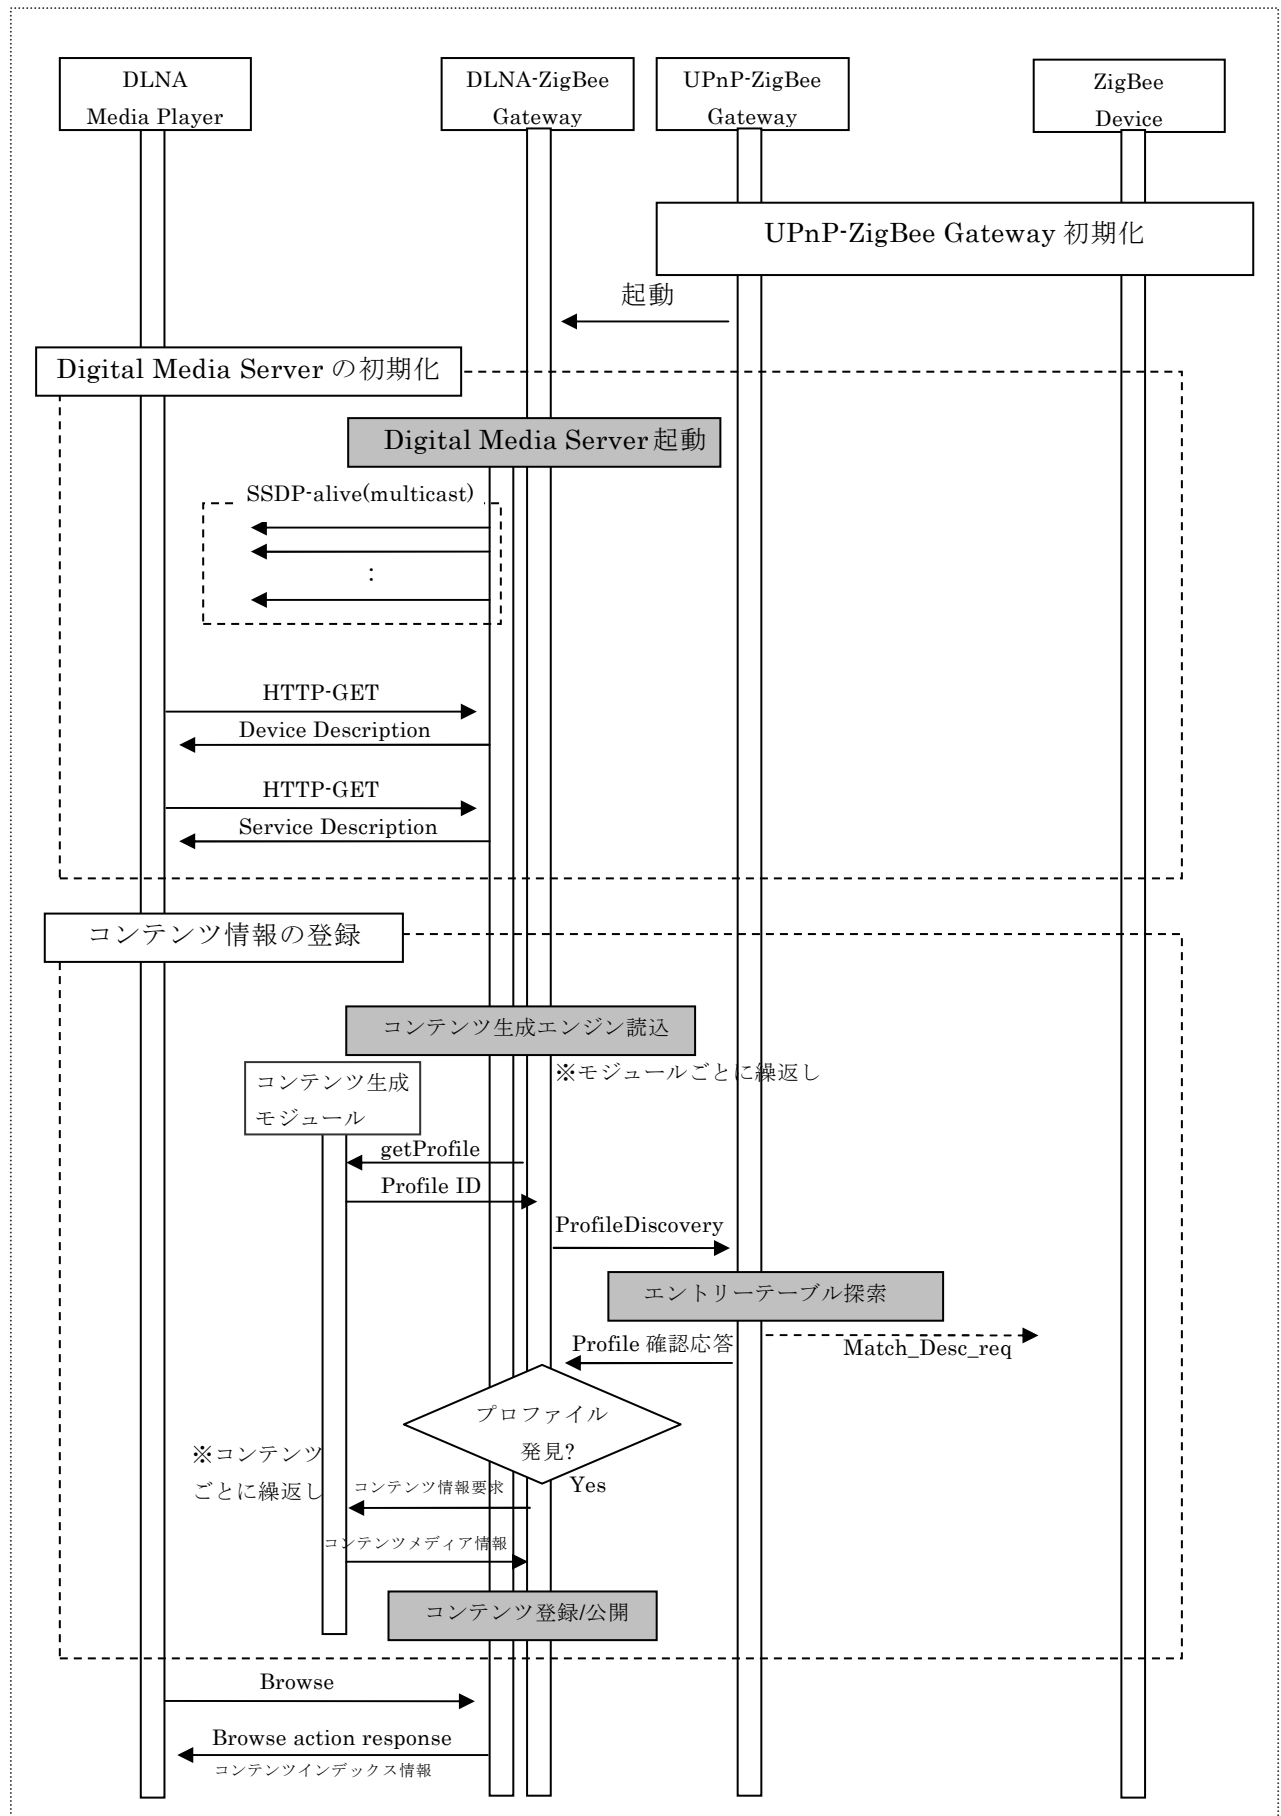 DLNA
Media Player
DLNA-ZigBee
Gateway
UPnP-ZigBee
Gateway
ZigBee
Device
UPnP-ZigBee Gateway 初期化
起動
Digital Media Server の初期化
Digital Media Server 起動
SSDP-alive(multicast)
:
HTTP-GET
Device Description
HTTP-GET
Service Description
コンテンツ情報の登録
コンテンツ生成エンジン読込
※モジュールごとに繰返し
コンテンツ生成
モジュール
getProfile
Profile ID
ProfileDiscovery
エントリーテーブル探索
Profile 確認応答
Match_Desc_req
プロファイル
発見?
※コンテンツ
ごとに繰返し
コンテンツ情報要求
Yes
コンテンツメディア情報
コンテンツ登録/公開
Browse
Browse action response
コンテンツインデックス情報